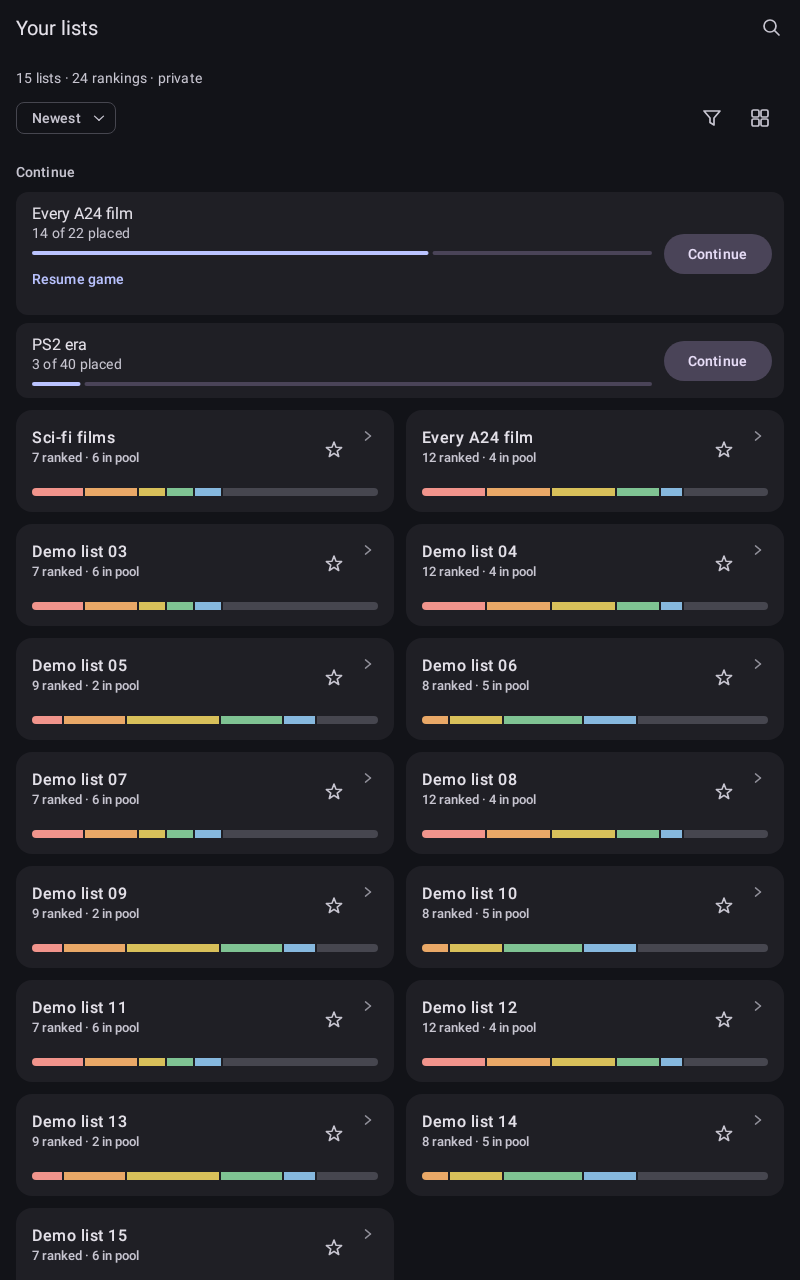 Your lists
15 lists · 24 rankings · private
Newest
Continue
Every A24 film
14 of 22 placed
Continue
Resume game
PS2 era
3 of 40 placed
Continue
Sci-fi films
7 ranked · 6 in pool
Every A24 film
12 ranked · 4 in pool
Demo list 03
7 ranked · 6 in pool
Demo list 04
12 ranked · 4 in pool
Demo list 05
9 ranked · 2 in pool
Demo list 06
8 ranked · 5 in pool
Demo list 07
7 ranked · 6 in pool
Demo list 08
12 ranked · 4 in pool
Demo list 09
9 ranked · 2 in pool
Demo list 10
8 ranked · 5 in pool
Demo list 11
7 ranked · 6 in pool
Demo list 12
12 ranked · 4 in pool
Demo list 13
9 ranked · 2 in pool
Demo list 14
8 ranked · 5 in pool
Demo list 15
7 ranked · 6 in pool